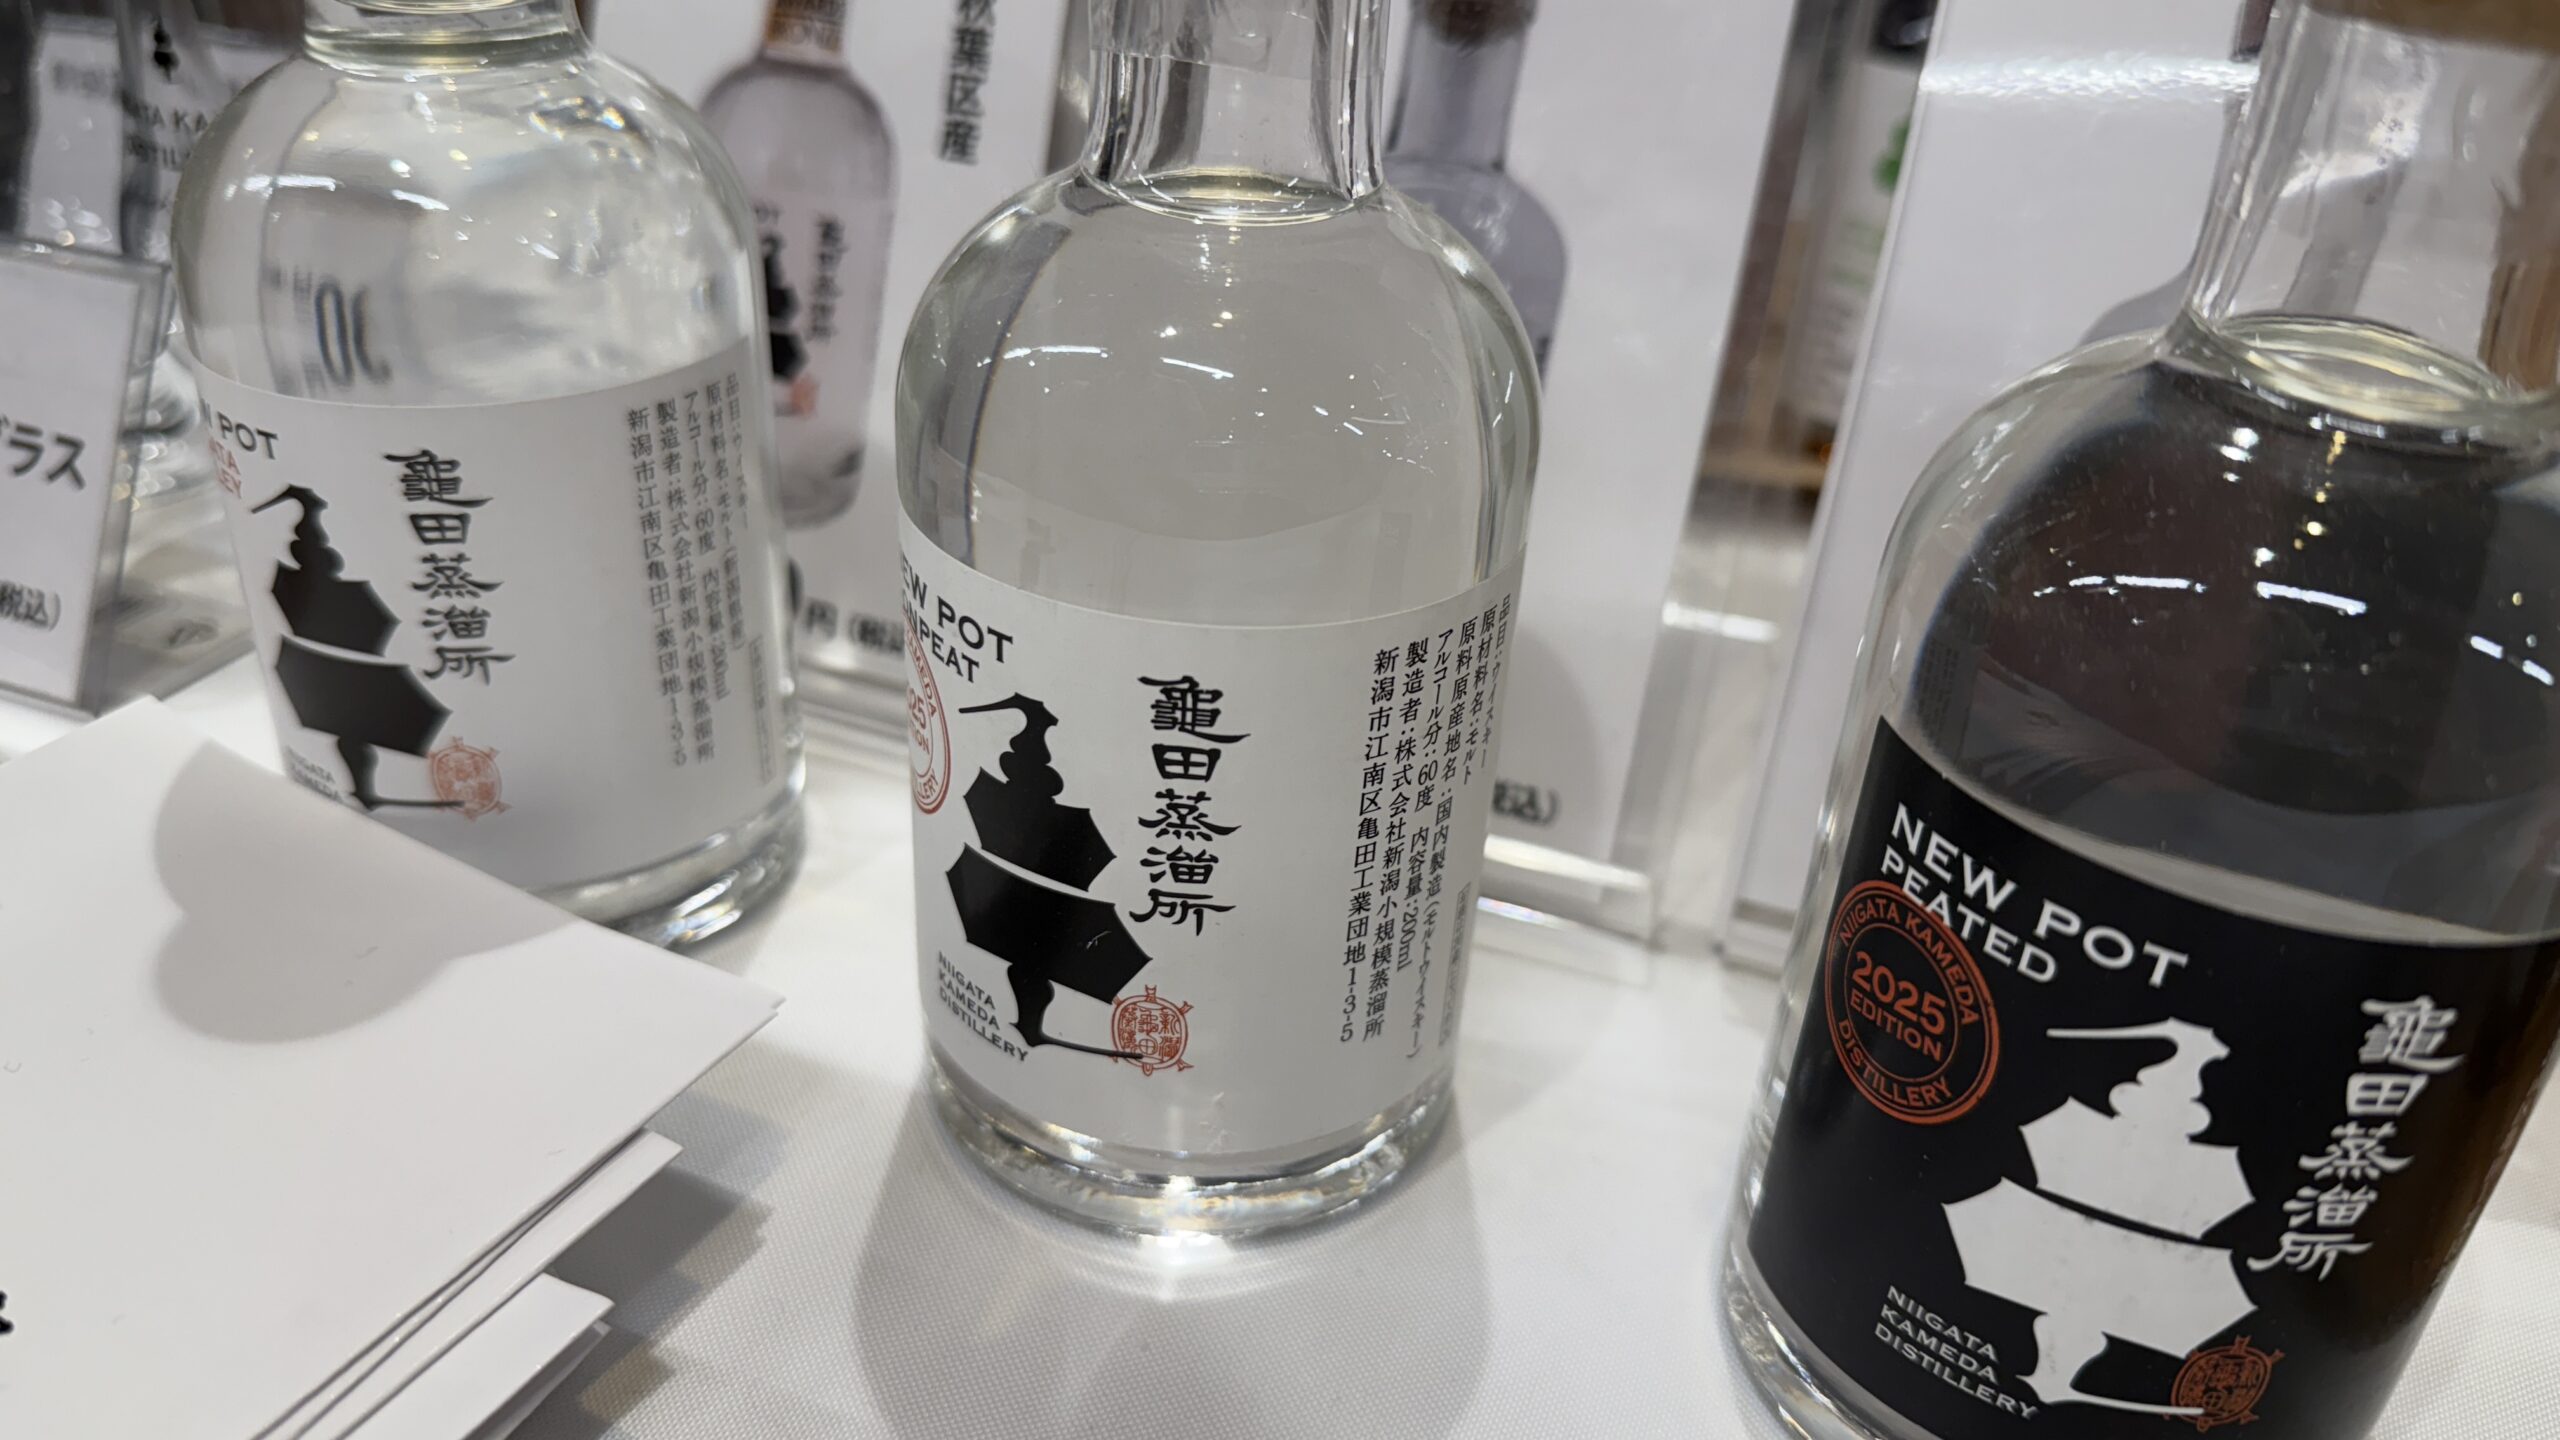 秋葉区産
グラス
税込)
POT
亀田蒸溜所
品目:ウイスキー
原材料名:モルト(新潟県産)
アルコール分:60度 内容量:200ml
製造者:株式会社新潟小規模蒸溜所
新潟市江南区亀田工業団地1-3-5
NIIGATA
KAMEDA
円(税込
NEW POT
NONPEAT
KAMEDA
2025
EDITION
亀田蒸溜所
NIIGATA
KAMEDA
DISTILLERY
品目:ウイスキー
原材料名:モルト
原料原産地名:国内製造(モルトウイスキー)
アルコール分:60度 内容量:200ml
製造者:株式会社新潟小規模蒸溜所
新潟市江南区亀田工業団地1-3-5
税込)
NEW POT
PEATED
NIIGATA KAMEDA
2025
EDITION
DISTILLERY
亀田蒸溜所
NIIGATA
KAMEDA
DISTILLERY